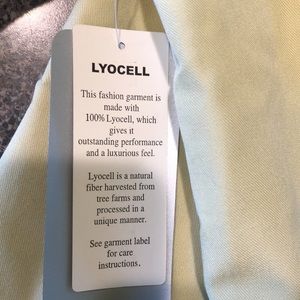 LYOCELL
This fashion garment is
made with
100% Lyocell, which
gives it
outstanding performance
and a luxurious feel.
Lyocell is a natural
fiber harvested from
tree farms and
processed in a
unique manner.
See garment label
for care
instructions.